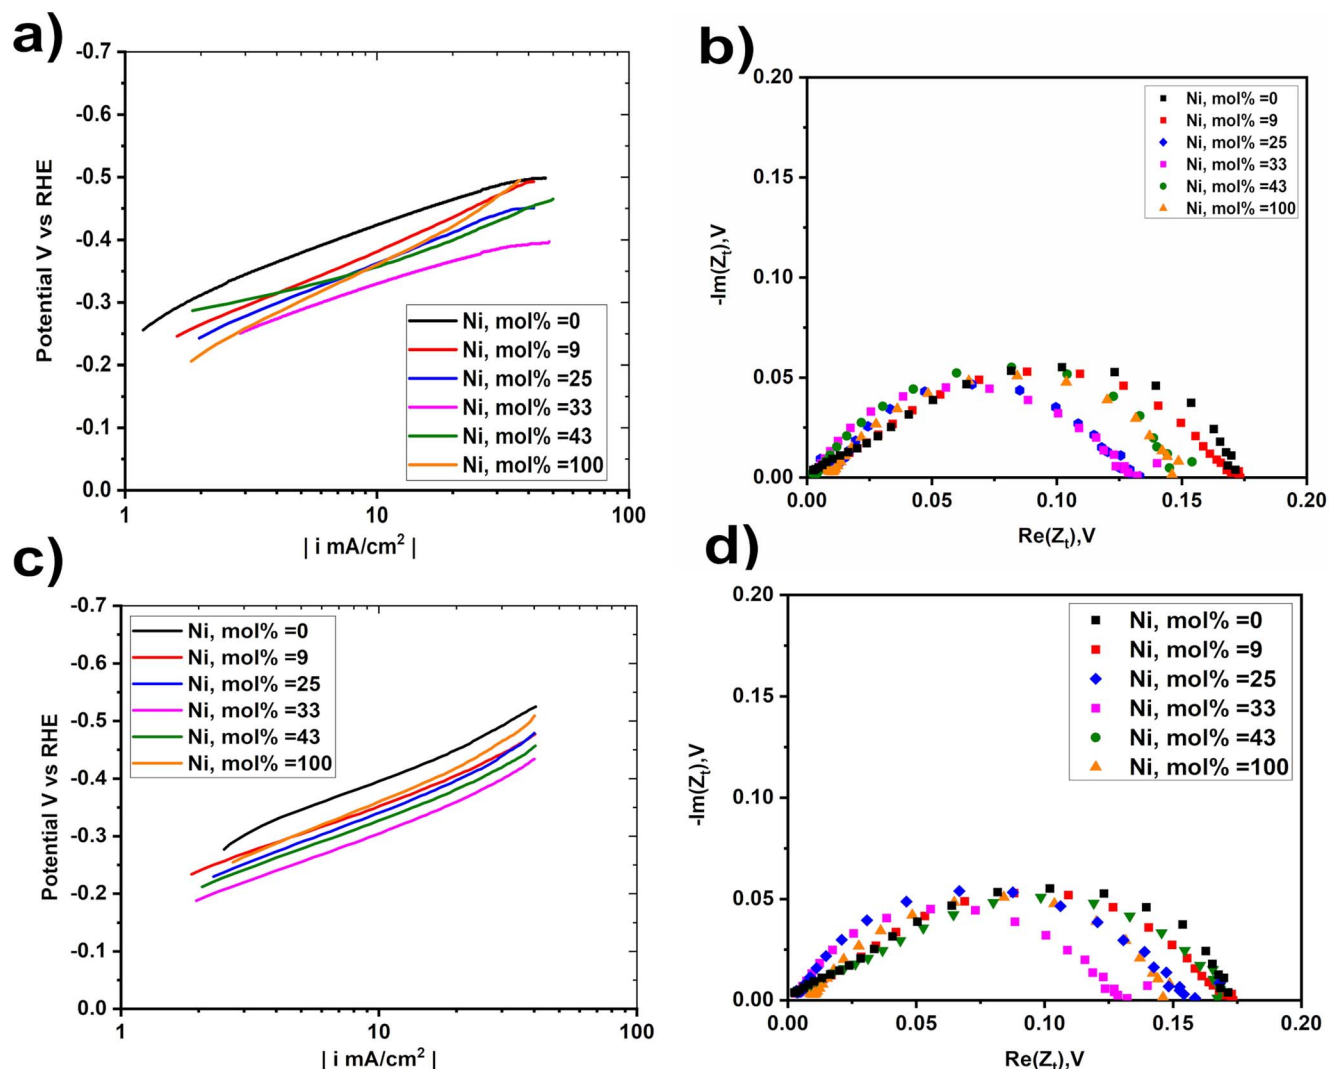 a)
-0.7
-0.6
-0.5
-0.4
-0.3
-0.2
-0.1
0.0
Potential V vs RHE
Ni, mol% =0
Ni, mol% =9
Ni, mol% =25
Ni, mol% =33
Ni, mol% =43
Ni, mol% =100
1
10
100
| i mA/cm² |
b)
0.20
0.15
0.10
0.05
0.00
-Im(Zₜ),V
Ni, mol% =0
Ni, mol% =9
Ni, mol% =25
Ni, mol% =33
Ni, mol% =43
Ni, mol% =100
0.00
0.05
0.10
0.15
0.20
Re(Zₜ),V
c)
-0.7
-0.6
-0.5
-0.4
-0.3
-0.2
-0.1
0.0
Potential V vs RHE
Ni, mol% =0
Ni, mol% =9
Ni, mol% =25
Ni, mol% =33
Ni, mol% =43
Ni, mol% =100
1
10
100
| i mA/cm² |
d)
0.20
0.15
0.10
0.05
0.00
-Im(Zₜ),V
Ni, mol% =0
Ni, mol% =9
Ni, mol% =25
Ni, mol% =33
Ni, mol% =43
Ni, mol% =100
0.00
0.05
0.10
0.15
0.20
Re(Zₜ),V